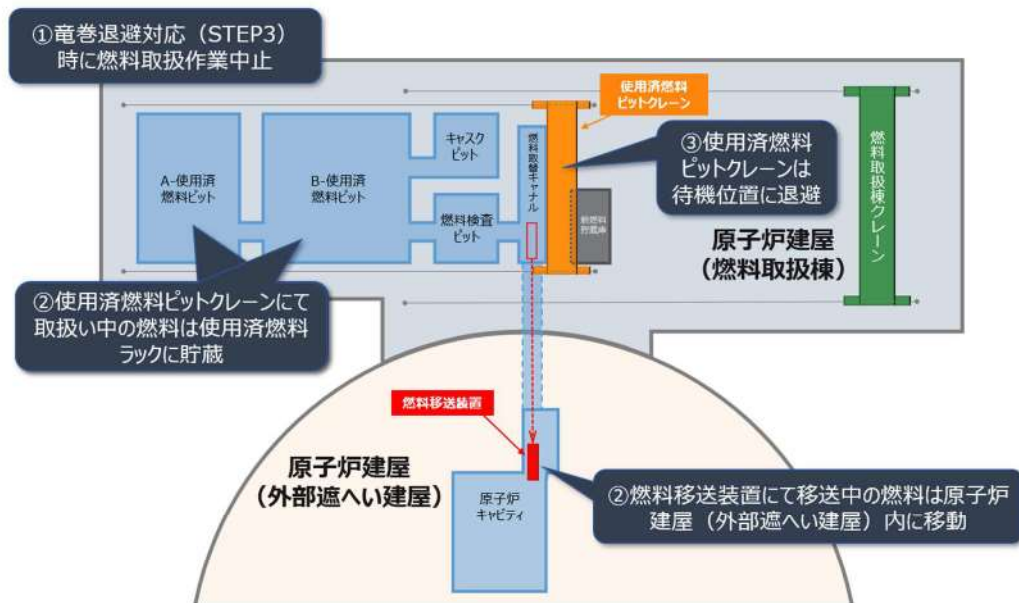 ①竜巻退避対応（STEP3）
時に燃料取扱作業中止
使用済燃料
ピットクレーン
A-使用済
燃料ピット
B-使用済
燃料ピット
キャスク
ピット
燃料検査
ピット
燃料取替キャナル
③使用済燃料
ピットクレーンは
待機位置に退避
新燃料
貯蔵庫
原子炉建屋
（燃料取扱棟）
燃料取扱棟クレーン
②使用済燃料ピットクレーンにて
取扱い中の燃料は使用済燃料
ラックに貯蔵
燃料移送装置
原子炉建屋
（外部遮へい建屋）
原子炉
キャビティ
②燃料移送装置にて移送中の燃料は原子炉
建屋（外部遮へい建屋）内に移動